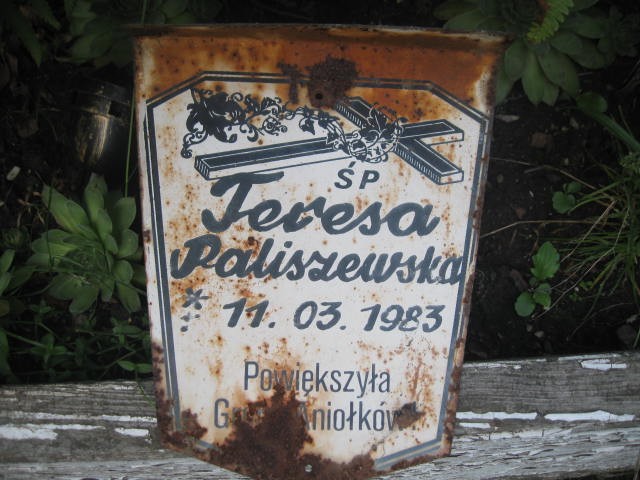 ŚP
Teresa
Paliszewska
* 11. 03. 1983
Powiększyła
Aniołków